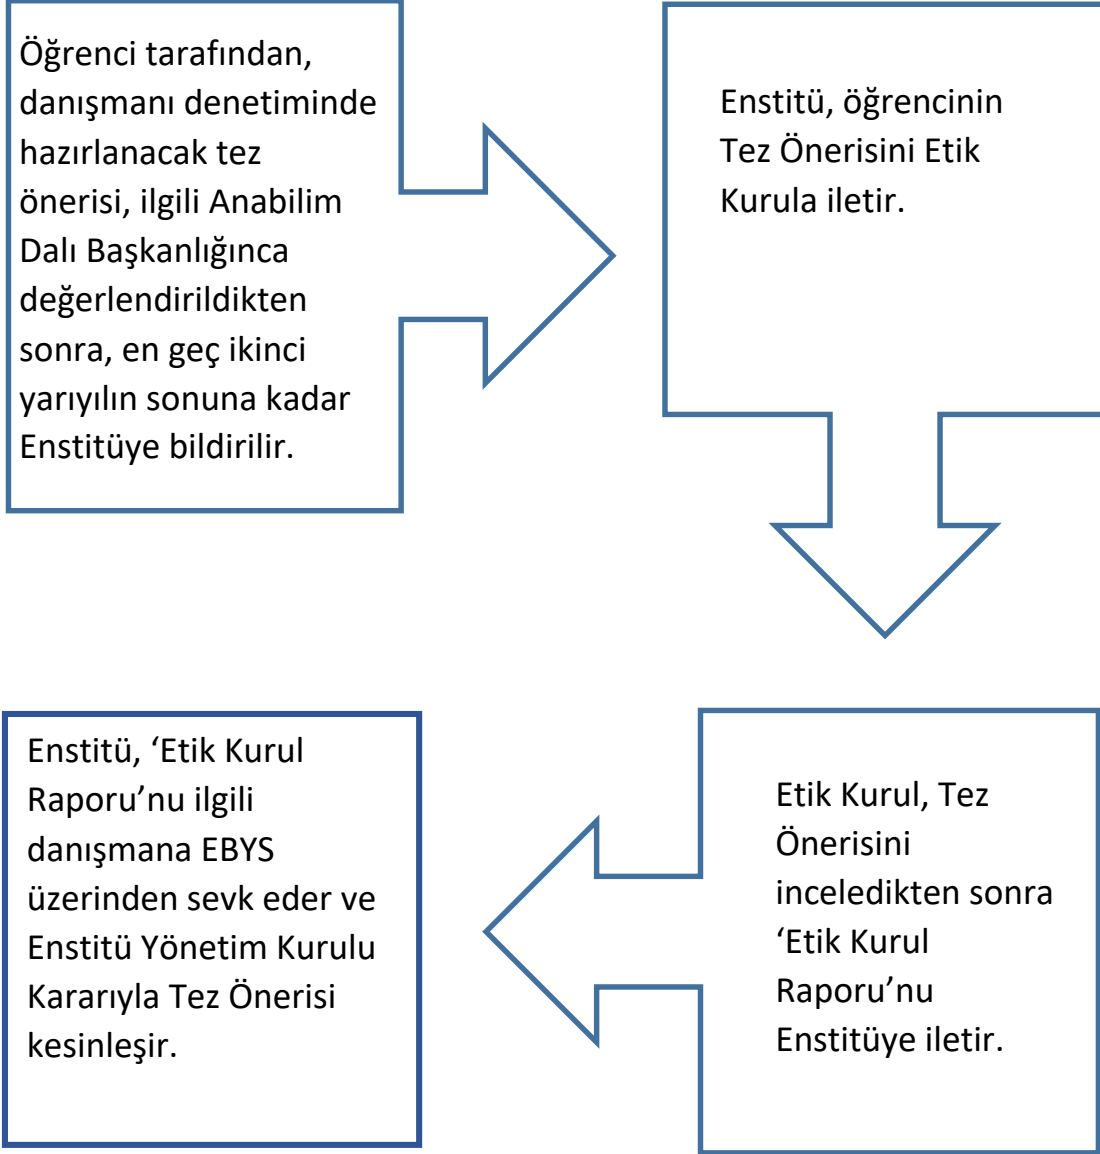 Öğrenci tarafından,
danışmanı denetiminde
hazırlanacak tez
önerisi, ilgili Anabilim
Dalı Başkanlığınca
değerlendirildikten
sonra, en geç ikinci
yarıyılın sonuna kadar
Enstitüye bildirilir.
Enstitü, öğrencinin
Tez Önerisini Etik
Kurula iletir.
Etik Kurul, Tez
Önerisini
inceledikten sonra
‘Etik Kurul
Raporu’nu
Enstitüye iletir.
Enstitü, ‘Etik Kurul
Raporu’nu ilgili
danışmana EBYS
üzerinden sevk eder ve
Enstitü Yönetim Kurulu
Kararıyla Tez Önerisi
kesinleşir.